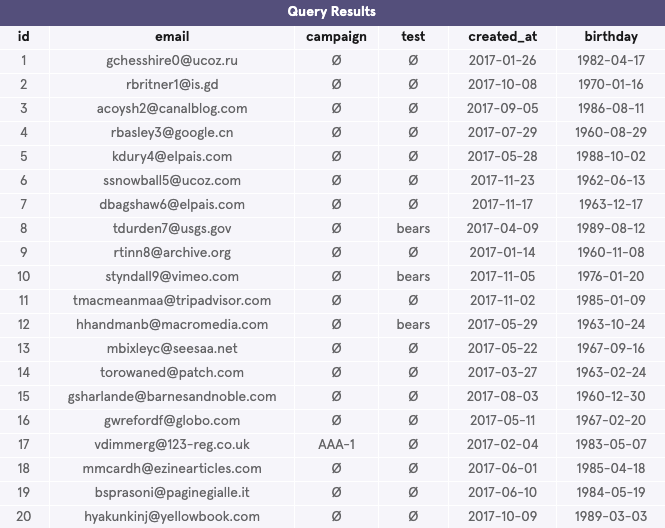 Query Results
id email campaign test created_at birthday
1 gchesshire0@ucoz.ru Ø Ø 2017-01-26 1982-04-17
2 rbritner1@is.gd Ø Ø 2017-10-08 1970-01-16
3 acoysh2@canalblog.com Ø Ø 2017-09-05 1986-08-11
4 rbasley3@google.cn Ø Ø 2017-07-29 1960-08-29
5 kdury4@elpais.com Ø Ø 2017-05-28 1988-10-02
6 ssnowball5@ucoz.com Ø Ø 2017-11-23 1962-06-13
7 dbagshaw6@elpais.com Ø Ø 2017-11-17 1963-12-17
8 tdurden7@usgs.gov Ø bears 2017-04-09 1989-08-12
9 rtinn8@archive.org Ø Ø 2017-01-14 1960-11-08
10 styndall9@vimeo.com Ø bears 2017-11-05 1976-01-20
11 tmacmeanmaa@tripadvisor.com Ø Ø 2017-11-02 1985-01-09
12 hhandmanb@macromedia.com Ø bears 2017-05-29 1963-10-24
13 mbixleyc@seesaa.net Ø Ø 2017-05-22 1967-09-16
14 torowaned@patch.com Ø Ø 2017-03-27 1963-02-24
15 gsharlande@barnesandnoble.com Ø Ø 2017-08-03 1960-12-30
16 gwrefordf@globo.com Ø Ø 2017-05-11 1967-02-20
17 vdimmerg@123-reg.co.uk AAA-1 Ø 2017-02-04 1983-05-07
18 mmcardh@ezinearticles.com Ø Ø 2017-06-01 1985-04-18
19 bsprasoni@paginegialle.it Ø Ø 2017-06-10 1984-05-19
20 hyakunkinj@yellowbook.com Ø Ø 2017-10-09 1989-03-03